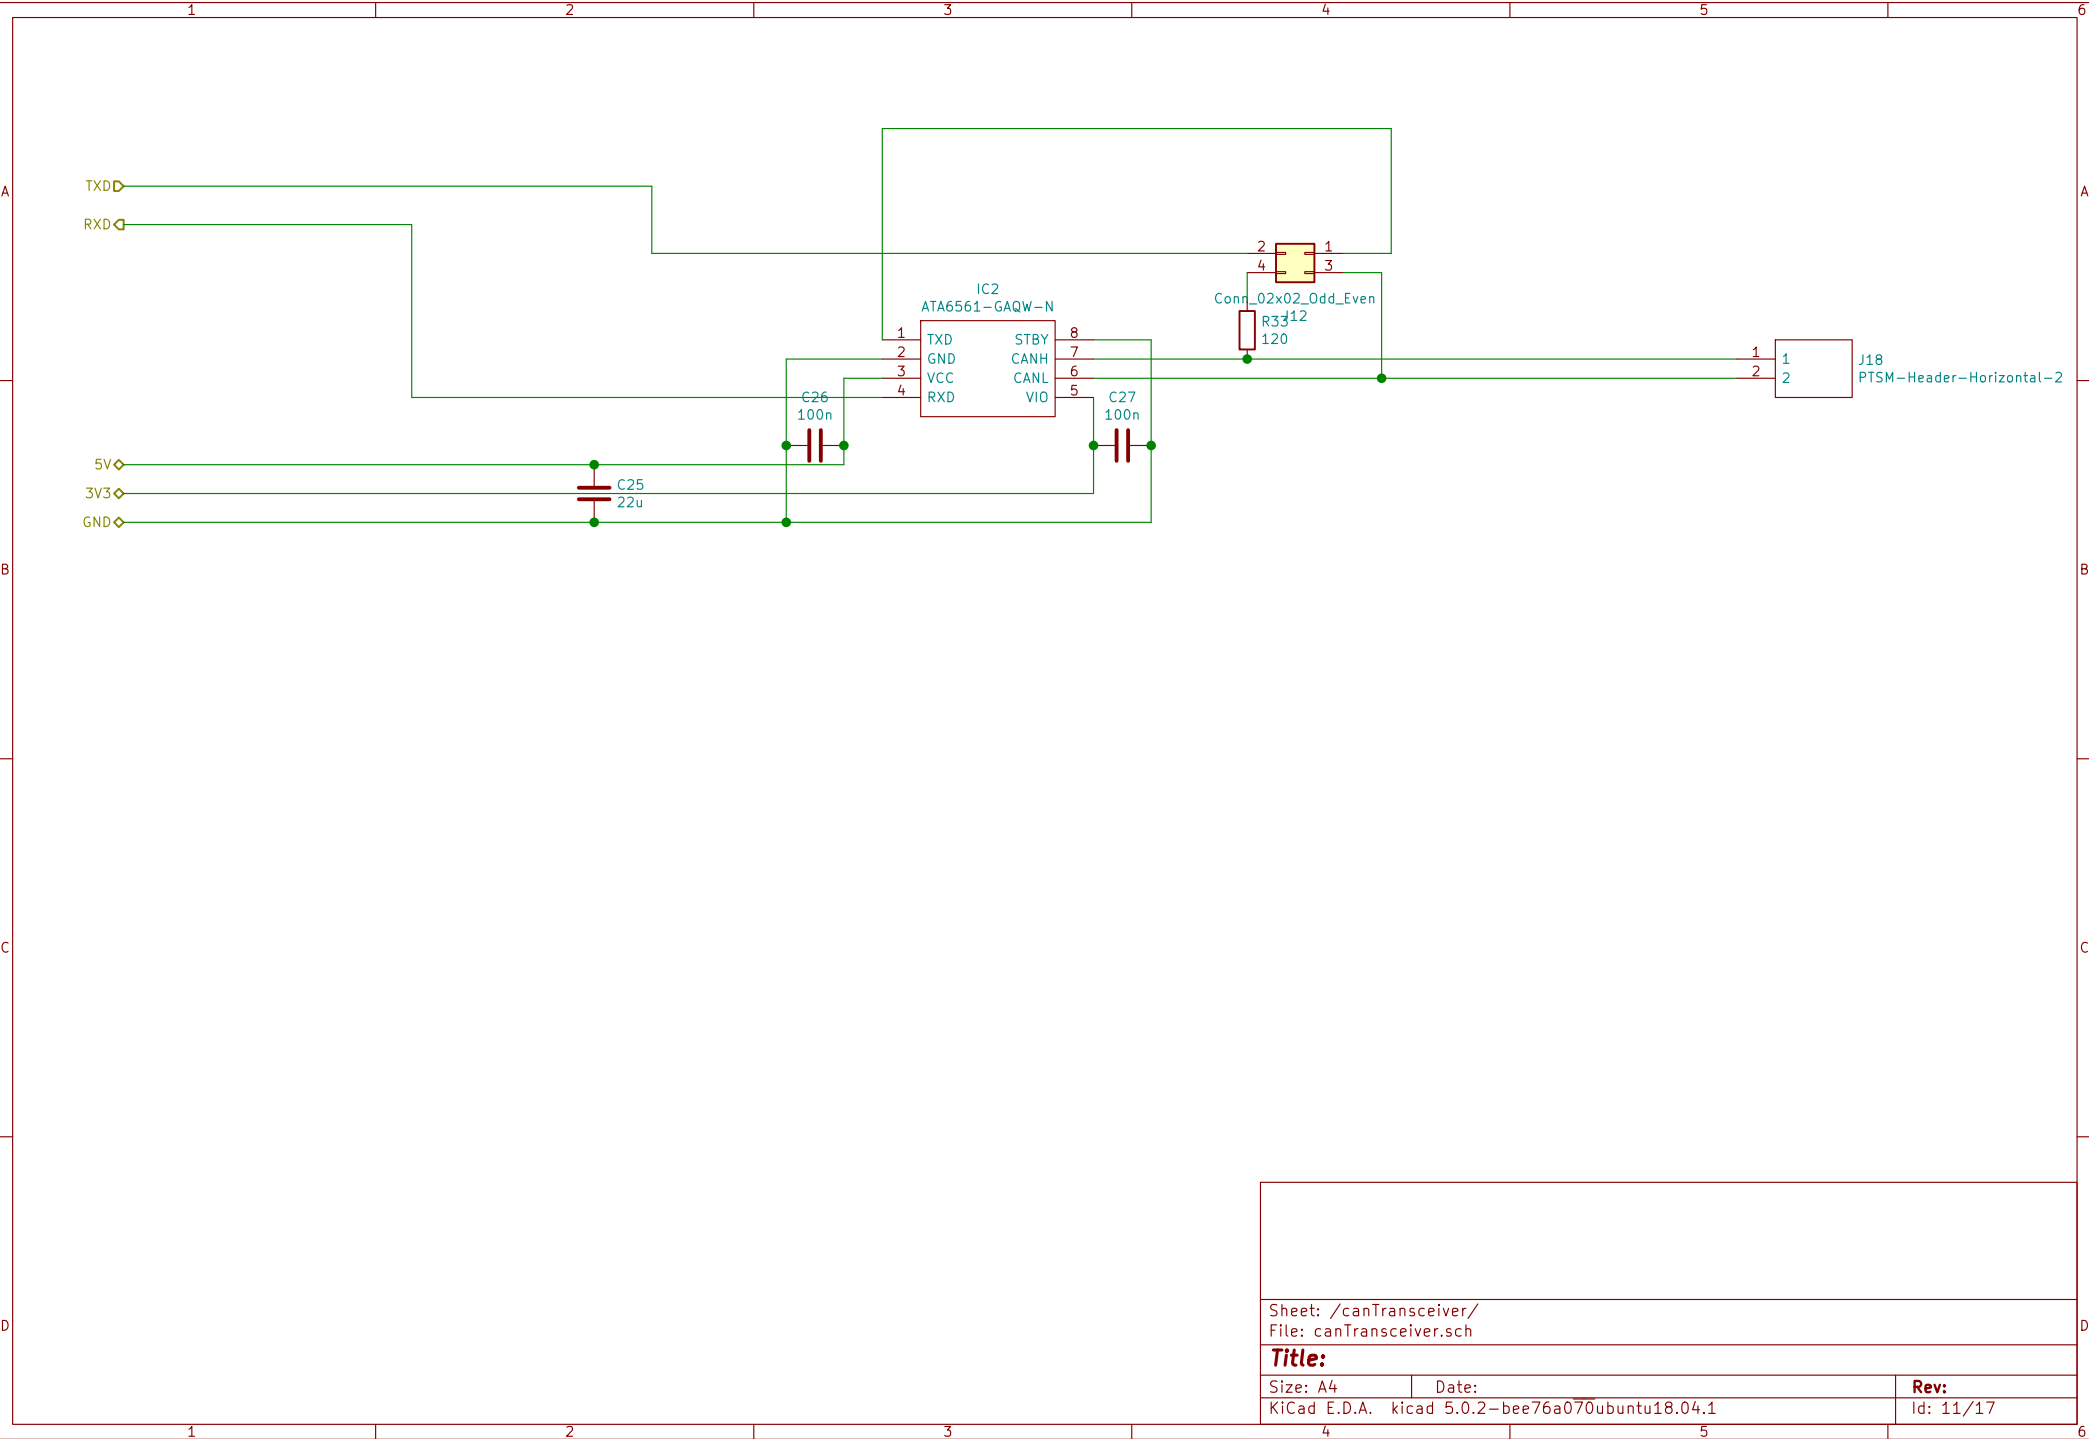 1 2 3 4 5 6
A A
TXD
RXD
2 1
4 3
IC2
ATA6561-GAQW-N
Conn_02x02_Odd_Even
J12
R33
120
1 TXD STBY 8
2 GND CANH 7
3 VCC CANL 6
4 RXD VIO 5
1 1
2 2
J18
PTSM-Header-Horizontal-2
C26
100n
C27
100n
5V
3V3
GND
C25
22u
B B
C C
D D
Sheet: /canTransceiver/
File: canTransceiver.sch
Title:
Size: A4 Date: Rev:
KiCad E.D.A. kicad 5.0.2-bee76a070ubuntu18.04.1 Id: 11/17
1 2 3 4 5 6